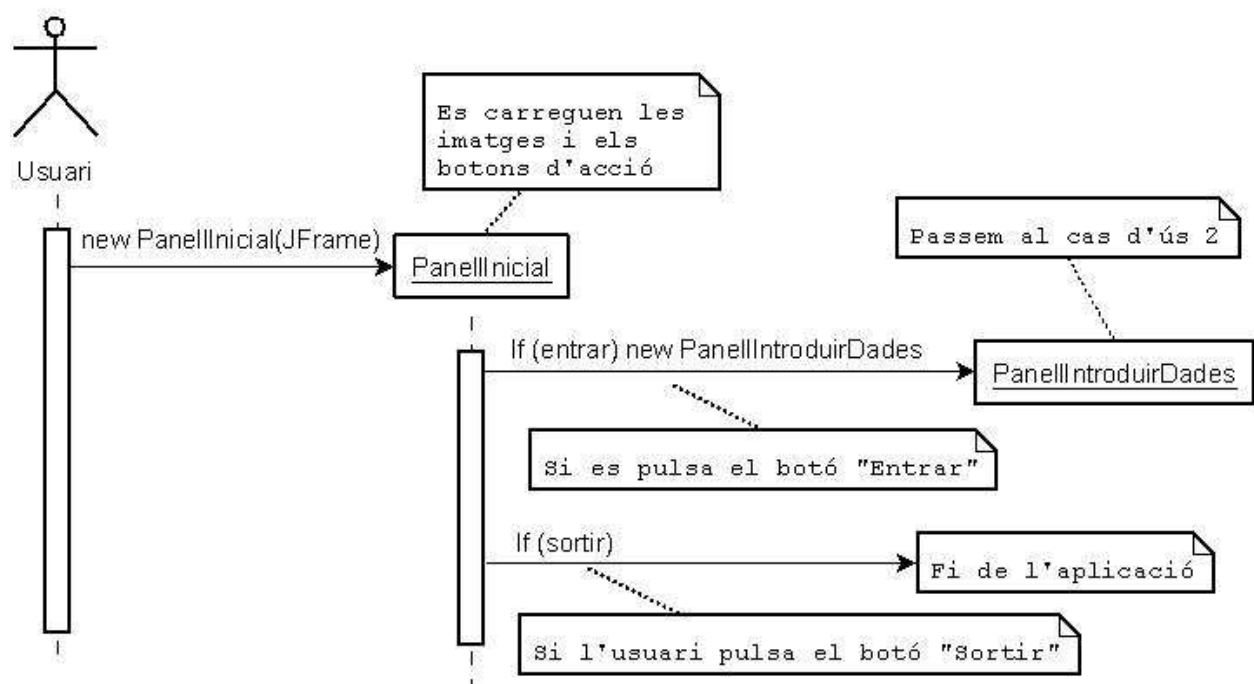 Usuari
Es carreguen les
imatges i els
botons d'acció
new PanellInicial(JFrame)
PanellInicial
Passem al cas d'ús 2
If (entrar) new PanellIntroduirDades
PanellIntroduirDades
Si es pulsa el botó "Entrar"
If (sortir)
Fi de l'aplicació
Si l'usuari pulsa el botó "Sortir"